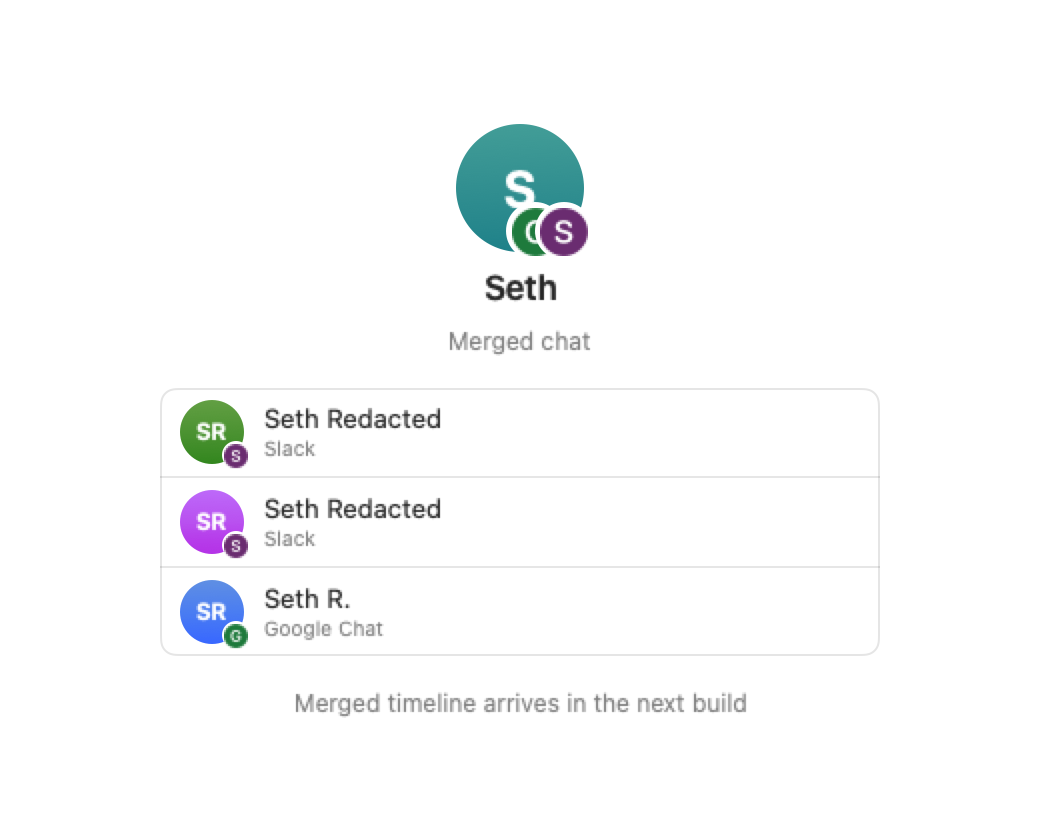 S
G S
Seth
Merged chat
SR
S
Seth Redacted
Slack
SR
S
Seth Redacted
Slack
SR
G
Seth R.
Google Chat
Merged timeline arrives in the next build